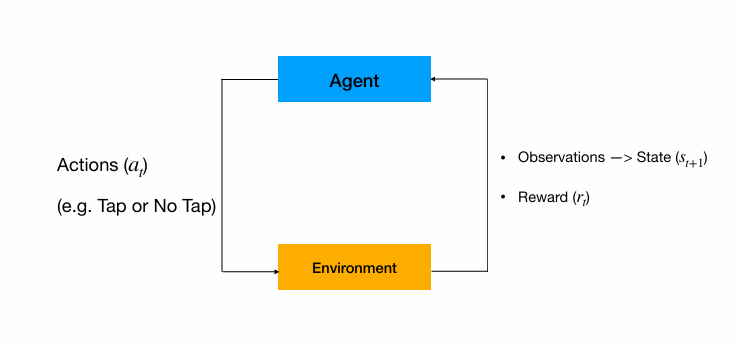 Agent
Actions (aₜ)
(e.g. Tap or No Tap)
• Observations —> State (sₜ₊₁)
• Reward (rₜ)
Environment